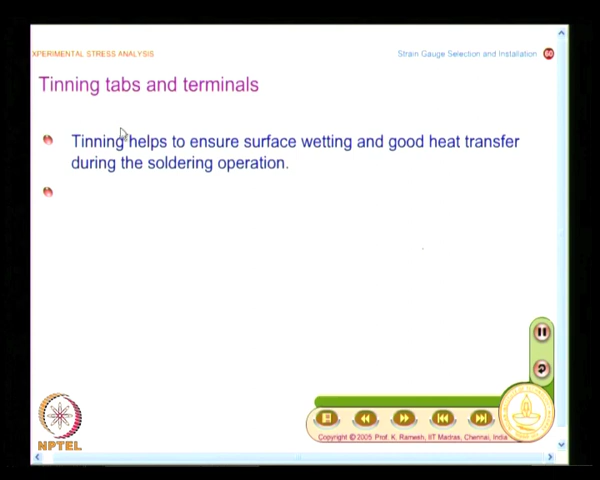 XPERIMENTAL STRESS ANALYSIS
Strain Gauge Selection and Installation 60
Tinning tabs and terminals
Tinning helps to ensure surface wetting and good heat transfer
during the soldering operation.
NPTEL
Copyright © 2005 Prof. K. Ramesh, IIT Madras, Chennai, India